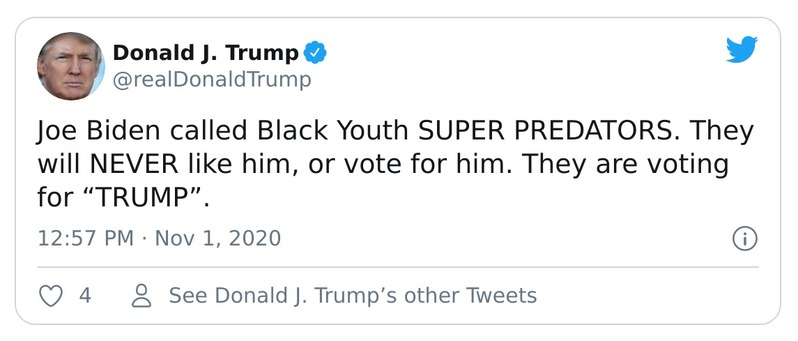 Donald J. Trump
@realDonaldTrump
Joe Biden called Black Youth SUPER PREDATORS. They
will NEVER like him, or vote for him. They are voting
for “TRUMP”.
12:57 PM · Nov 1, 2020
4 See Donald J. Trump’s other Tweets